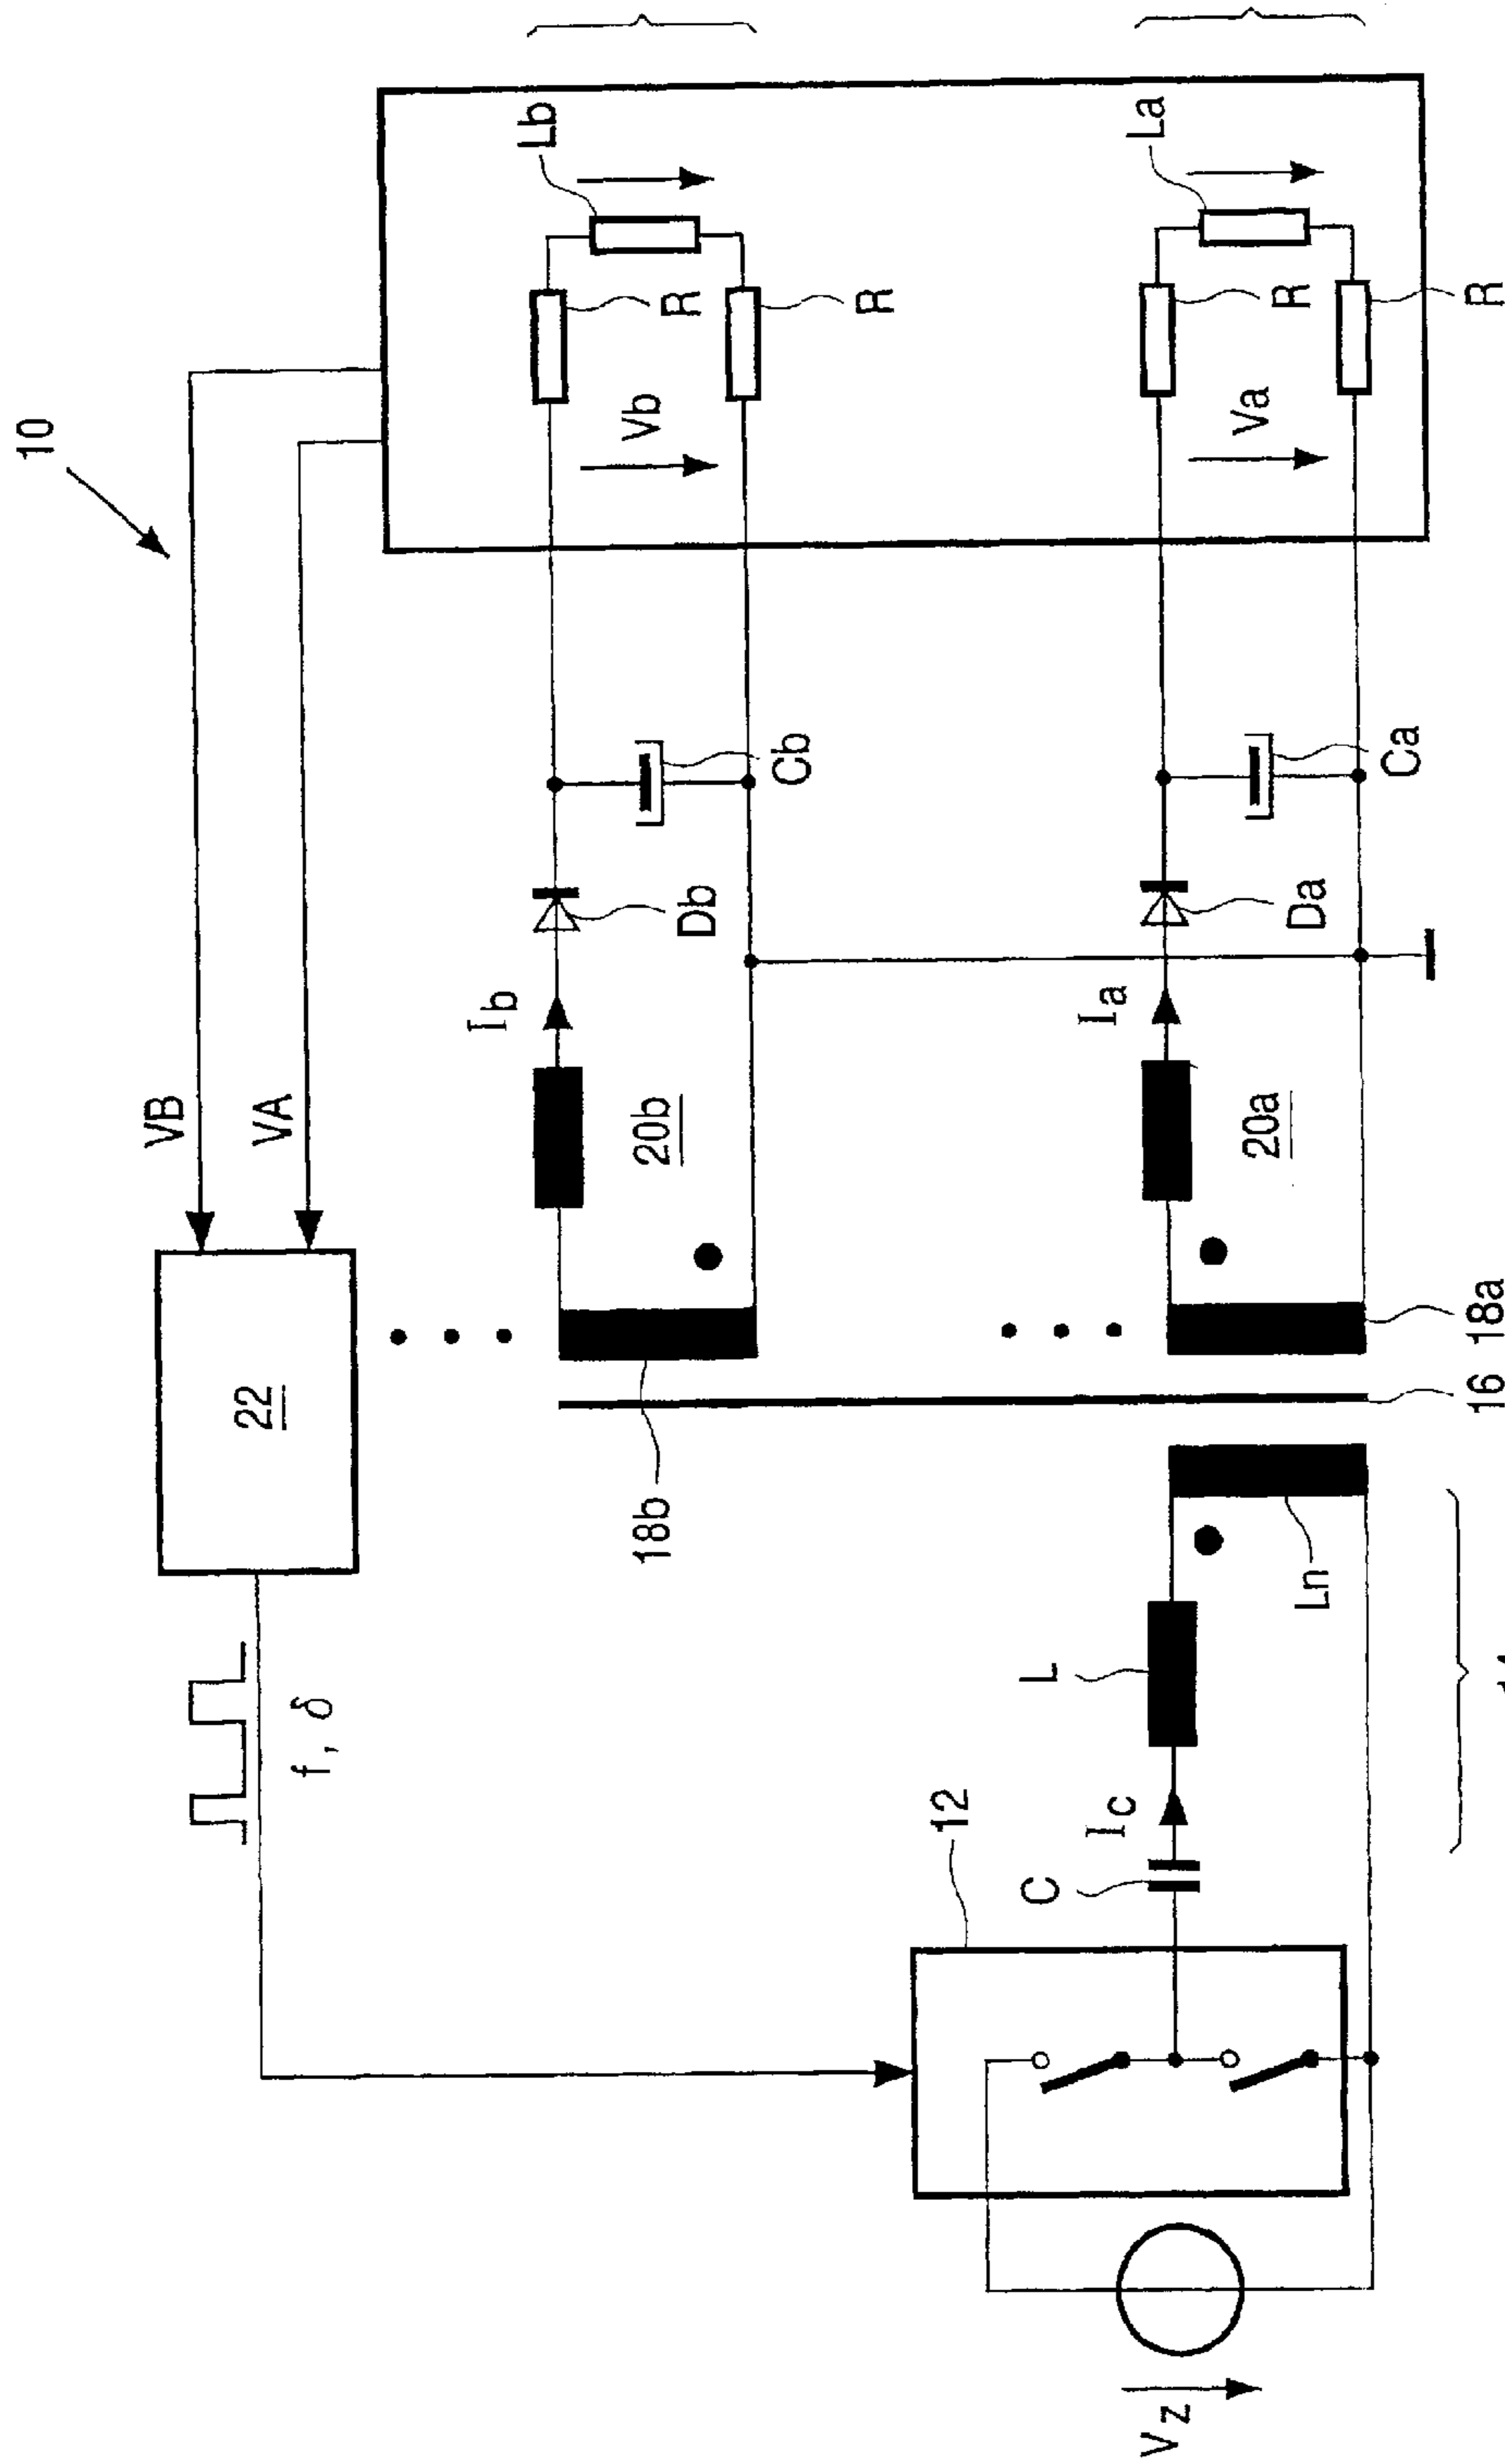 10
VB
VA
22
f, δ
Lb
R
R
Vb
Cb
Db
Ib
20b
18b
La
R
R
Va
Ca
Da
Ia
20a
18a
16
Ln
L
Ic
C
12
Vz